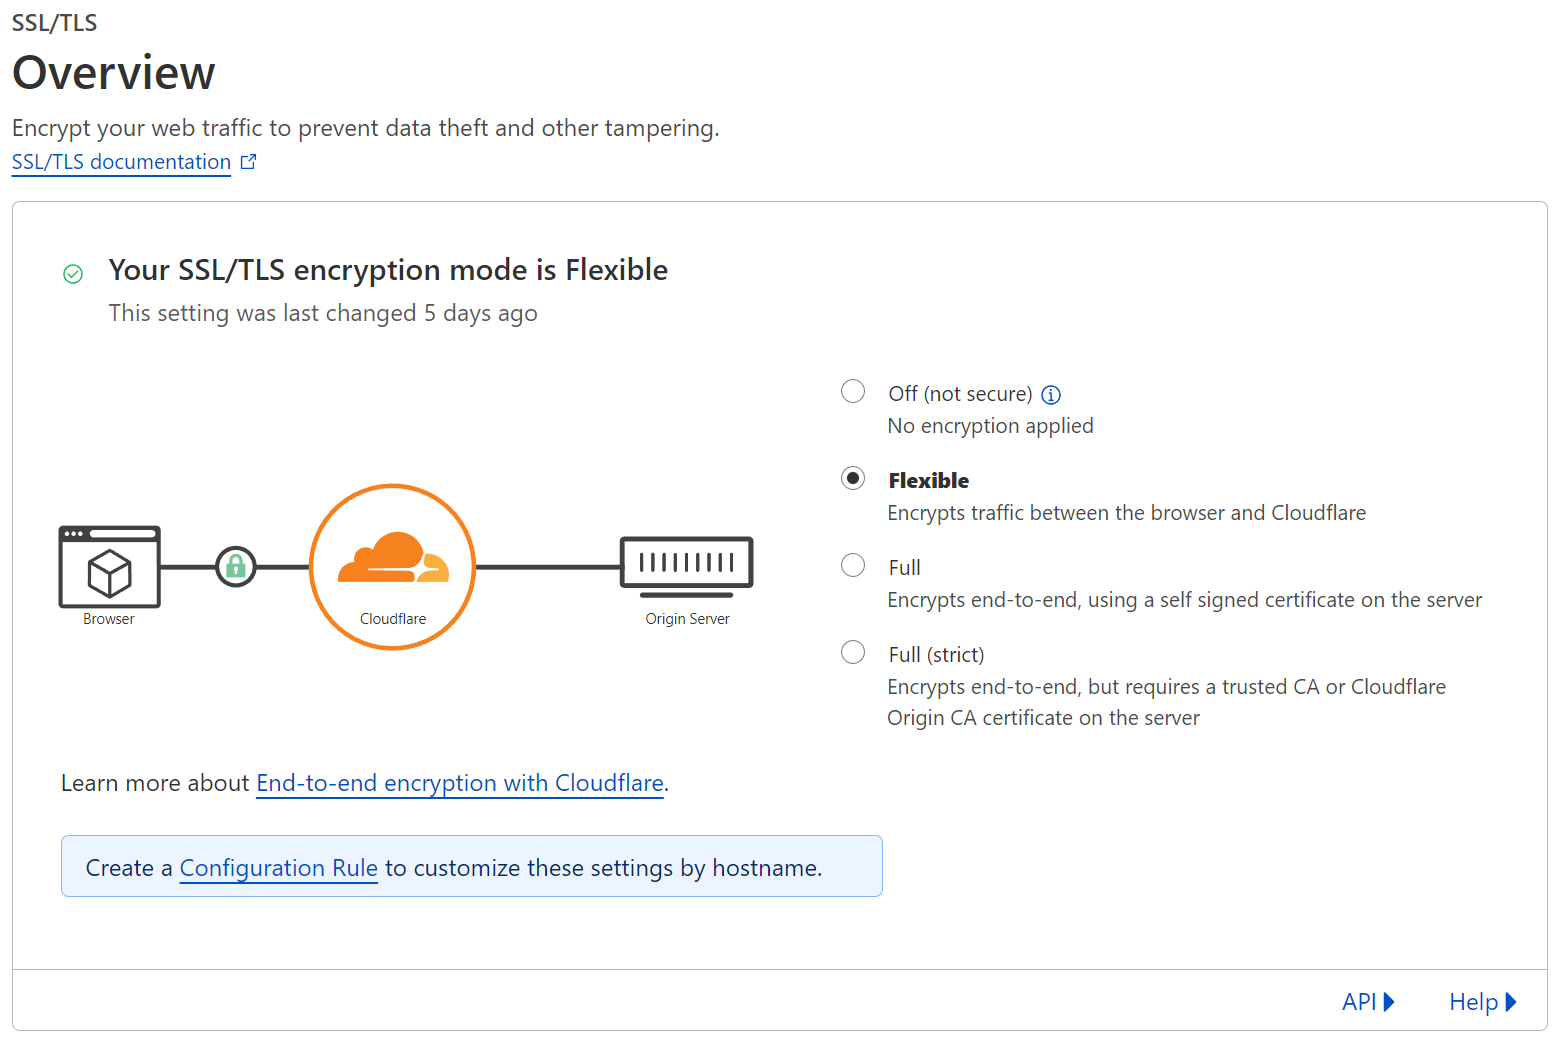 SSL/TLS
Overview
Encrypt your web traffic to prevent data theft and other tampering.
SSL/TLS documentation
Your SSL/TLS encryption mode is Flexible
This setting was last changed 5 days ago
Off (not secure)
No encryption applied
Flexible
Encrypts traffic between the browser and Cloudflare
Full
Encrypts end-to-end, using a self signed certificate on the server
Full (strict)
Encrypts end-to-end, but requires a trusted CA or Cloudflare
Origin CA certificate on the server
Browser
Cloudflare
Origin Server
Learn more about End-to-end encryption with Cloudflare.
Create a Configuration Rule to customize these settings by hostname.
API
Help